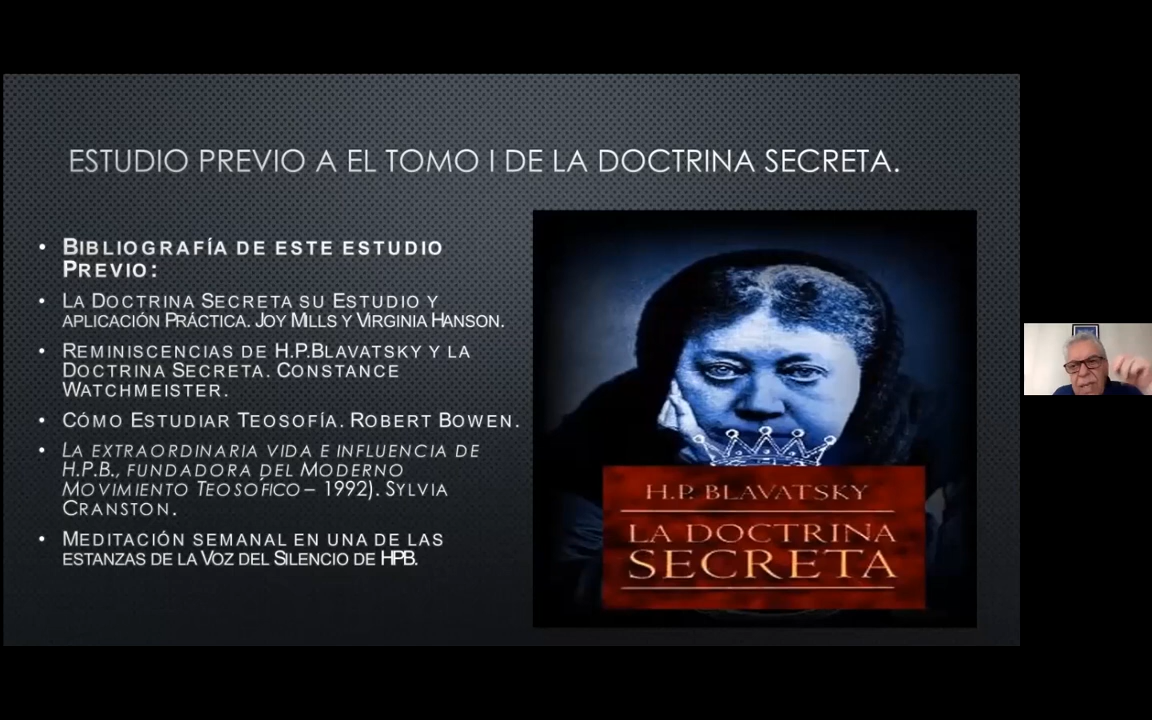 ESTUDIO PREVIO A EL TOMO I DE LA DOCTRINA SECRETA.
• BIBLIOGRAFÍA DE ESTE ESTUDIO
PREVIO:
• LA DOCTRINA SECRETA SU ESTUDIO Y
APLICACIÓN PRÁCTICA. JOY MILLS Y VIRGINIA HANSON.
• REMINISCENCIAS DE H.P.BLAVATSKY Y LA
DOCTRINA SECRETA. CONSTANCE
WATCHMEISTER.
• CÓMO ESTUDIAR TEOSOFÍA. ROBERT BOWEN.
• LA EXTRAORDINARIA VIDA E INFLUENCIA DE
H.P.B., FUNDADORA DEL MODERNO
MOVIMIENTO TEOSÓFICO – 1992). SYLVIA
CRANSTON.
• MEDITACIÓN SEMANAL EN UNA DE LAS
ESTANZAS DE LA VOZ DEL SILENCIO DE HPB.
H.P. BLAVATSKY
LA DOCTRINA
SECRETA